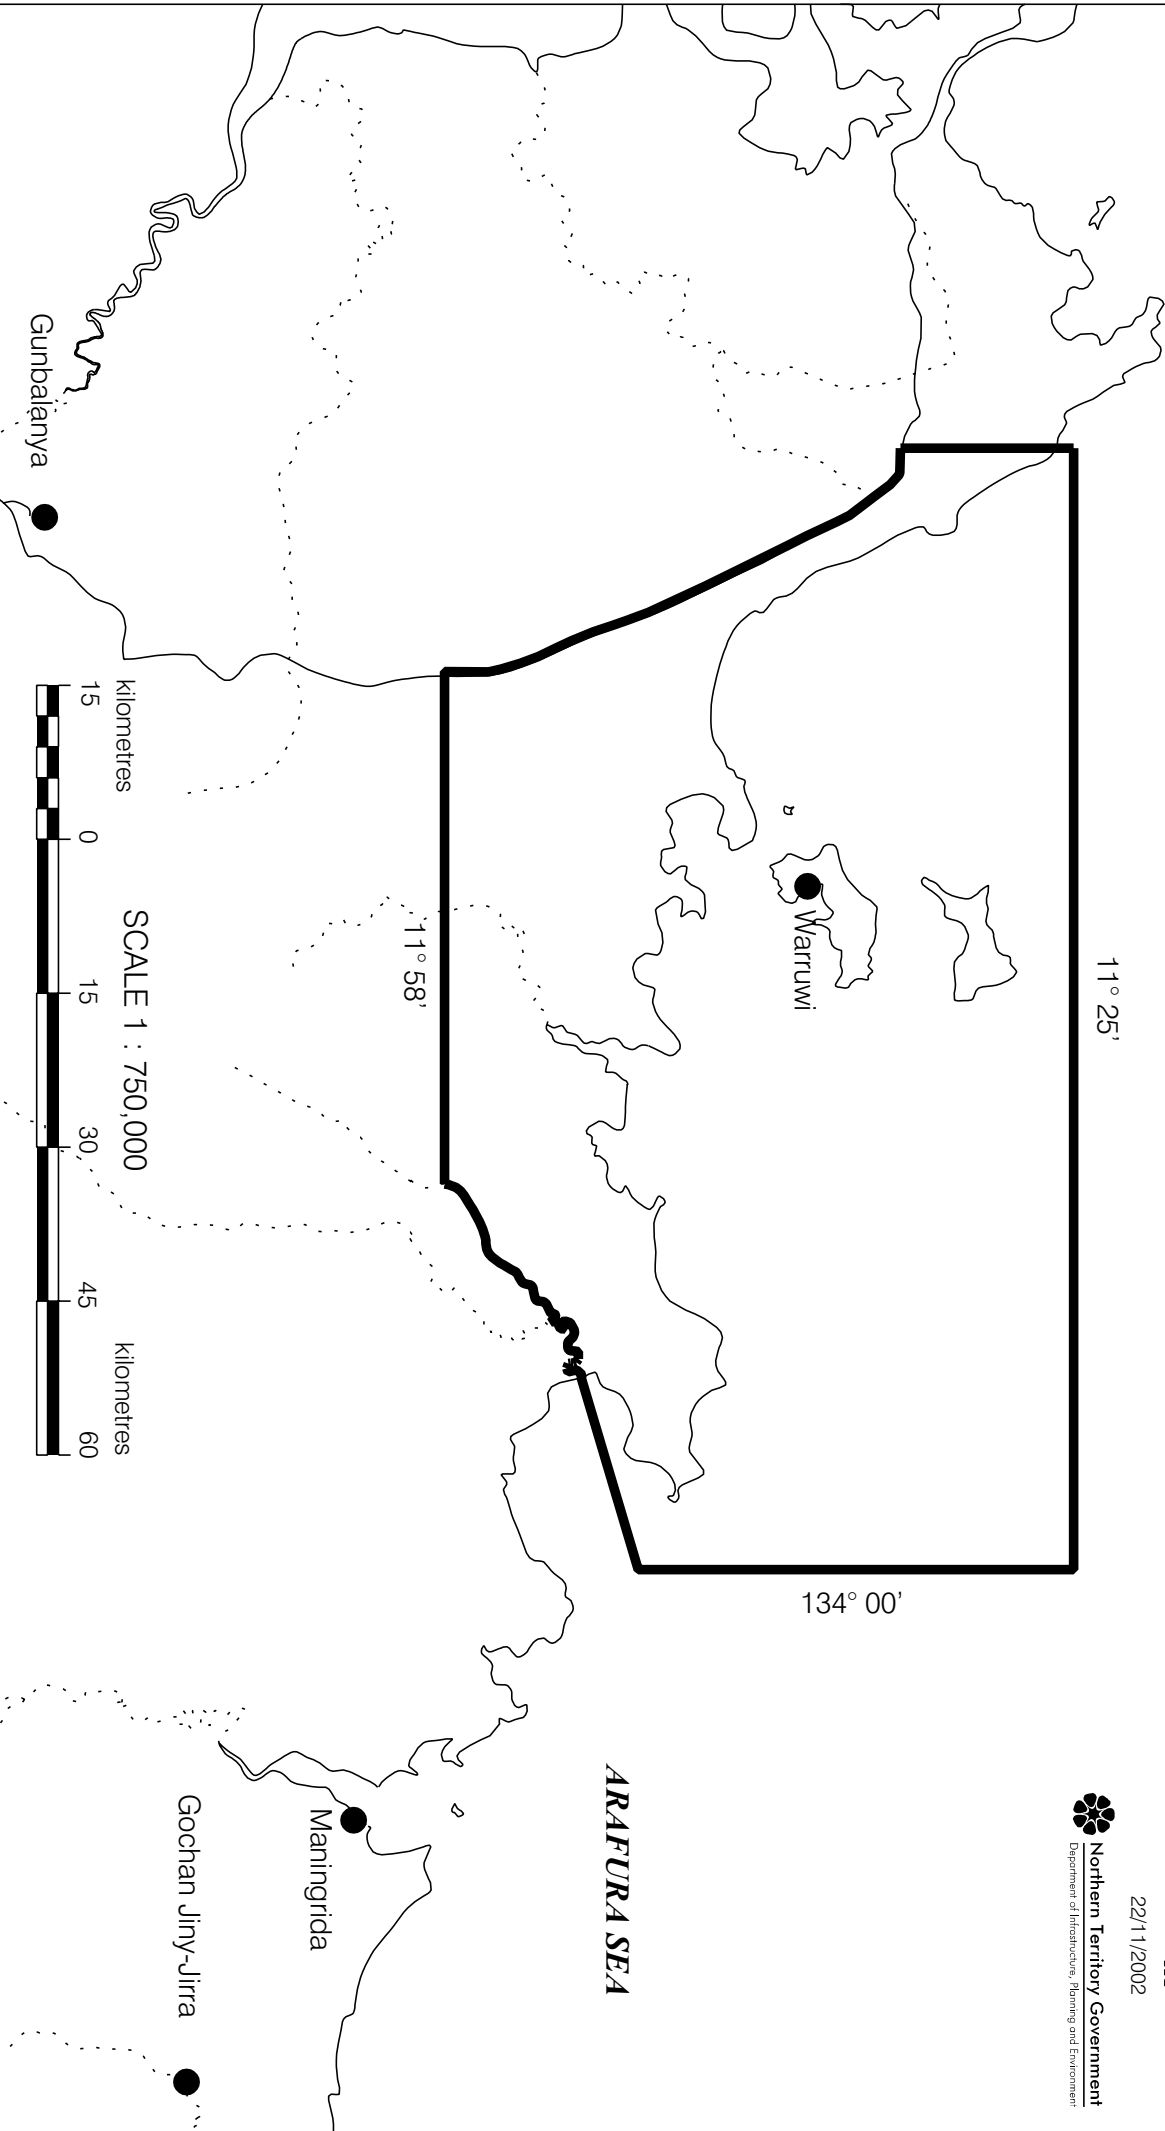 22/11/2002
Northern Territory Government
Department of Infrastructure, Planning and Environment
11° 25'
134° 00'
Warruwi
ARAFURA SEA
11° 58'
Maningrida
Gochan Jiny-Jirra
Gunbalanya
SCALE 1 : 750,000
kilometres
kilometres
15 0 15 30 45 60